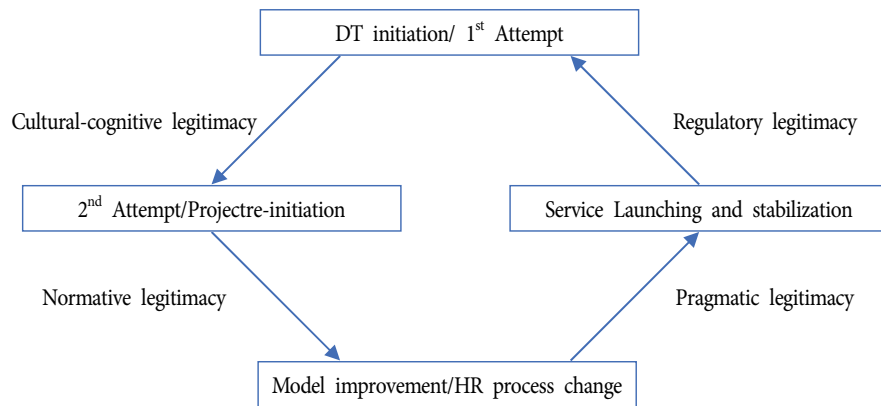 DT initiation/ 1st Attempt
Cultural-cognitive legitimacy
Regulatory legitimacy
2nd Attempt/Projectre-initiation
Service Launching and stabilization
Normative legitimacy
Pragmatic legitimacy
Model improvement/HR process change